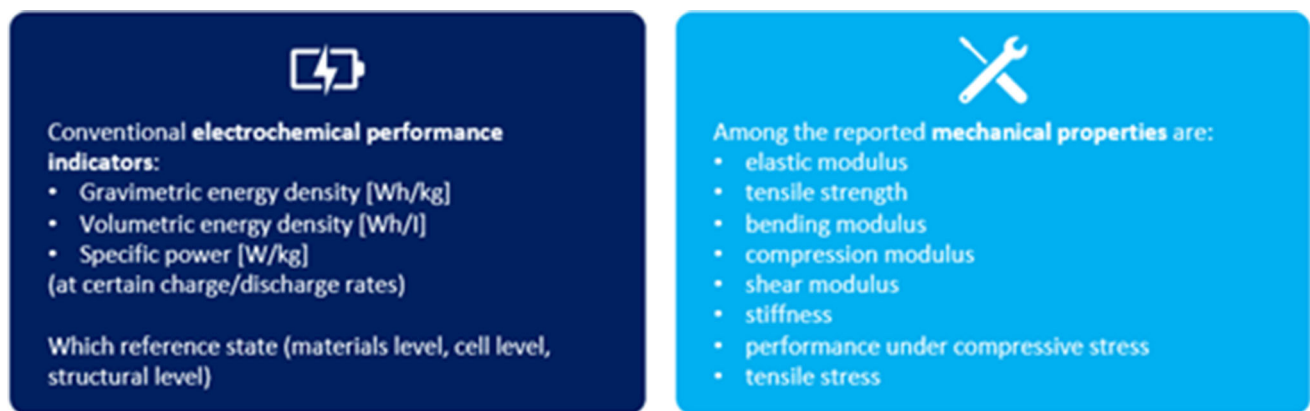 Conventional electrochemical performance
indicators:
• Gravimetric energy density [Wh/kg]
• Volumetric energy density [Wh/l]
• Specific power [W/kg]
(at certain charge/discharge rates)
Which reference state (materials level, cell level,
structural level)
Among the reported mechanical properties are:
• elastic modulus
• tensile strength
• bending modulus
• compression modulus
• shear modulus
• stiffness
• performance under compressive stress
• tensile stress